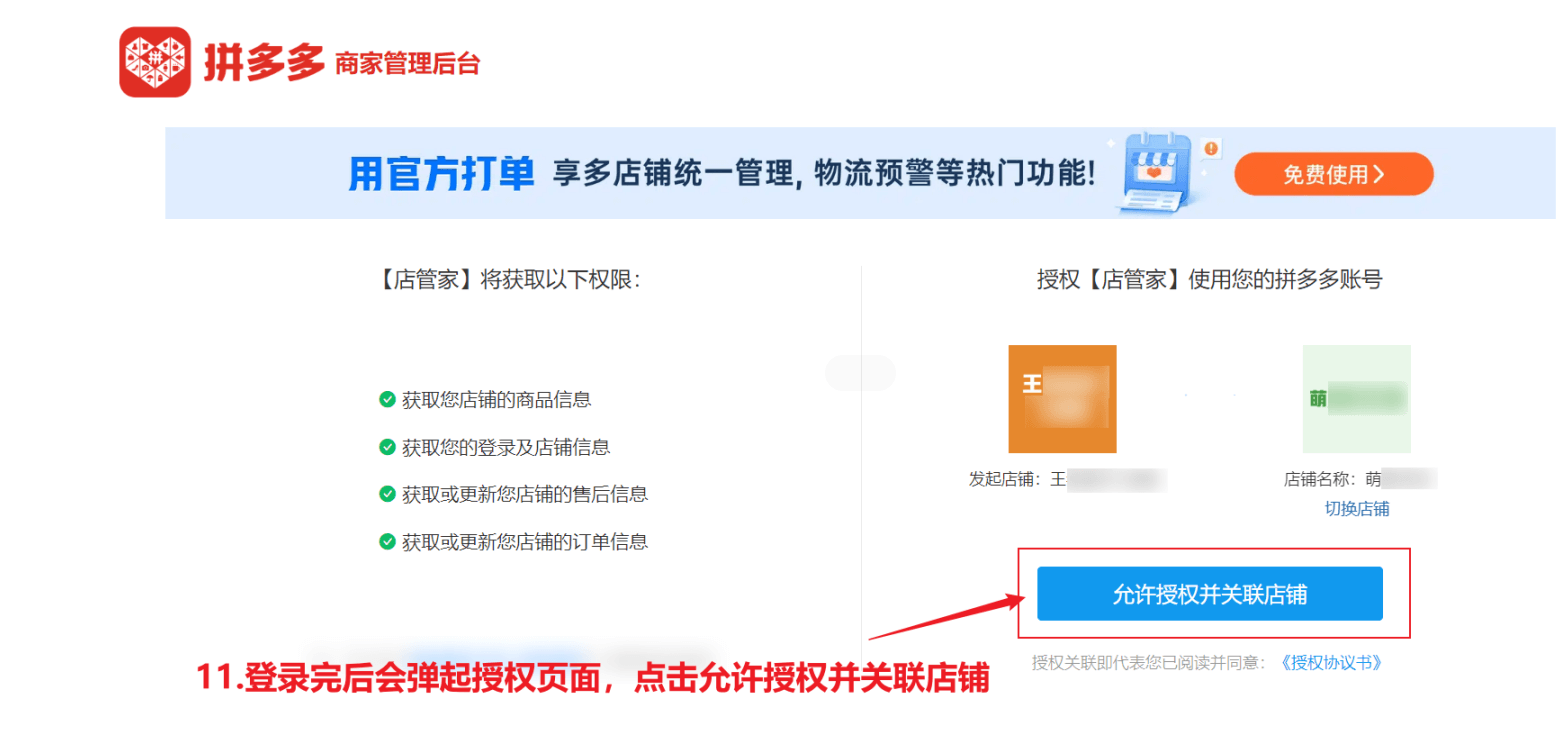 拼多多 商家管理后台
用官方打单 享多店铺统一管理, 物流预警等热门功能! 免费使用
【店管家】将获取以下权限：
获取您店铺的商品信息
获取您的登录及店铺信息
获取或更新您店铺的售后信息
获取或更新您店铺的订单信息
授权【店管家】使用您的拼多多账号
王
萌
发起店铺：王
店铺名称：萌
切换店铺
允许授权并关联店铺
授权关联即代表您已阅读并同意：《授权协议书》
11.登录完后会弹起授权页面，点击允许授权并关联店铺